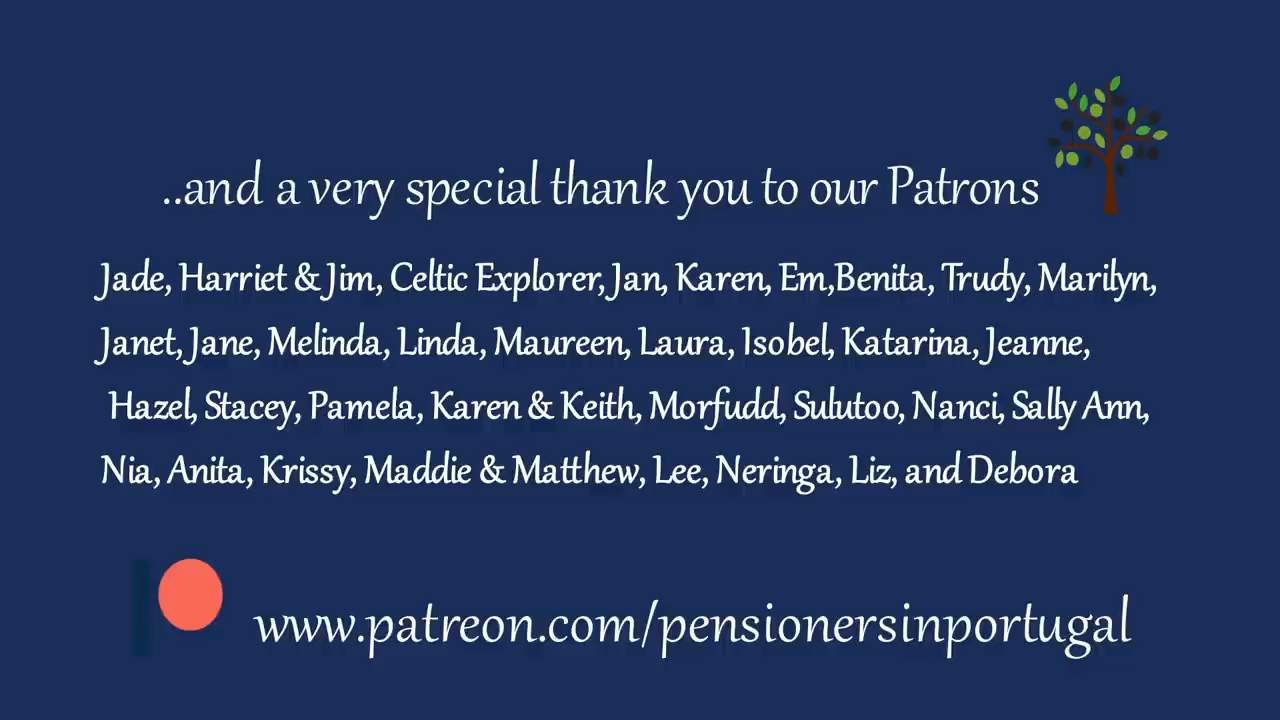 ..and a very special thank you to our Patrons
Jade, Harriet & Jim, Celtic Explorer, Jan, Karen, Em,Benita, Trudy, Marilyn,
Janet, Jane, Melinda, Linda, Maureen, Laura, Isobel, Katarina, Jeanne,
Hazel, Stacey, Pamela, Karen & Keith, Morfudd, Sulutoo, Nanci, Sally Ann,
Nia, Anita, Krissy, Maddie & Matthew, Lee, Neringa, Liz, and Debora
www.patreon.com/pensionersinportugal